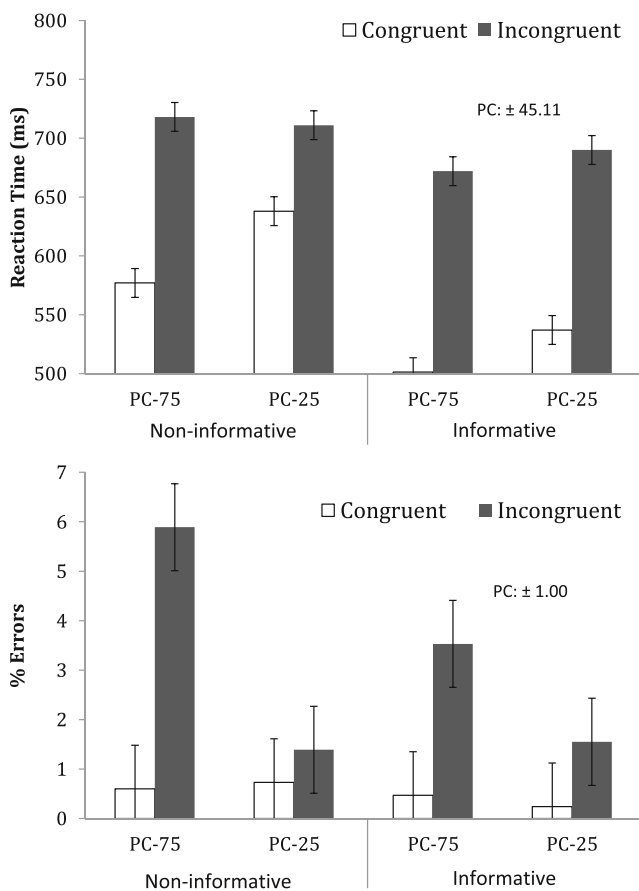 800
Congruent Incongruent
750
PC: ± 45.11
700
650
600
550
500
Reaction Time (ms)
PC-75 PC-25 PC-75 PC-25
Non-informative Informative
7
Congruent Incongruent
6
5
PC: ± 1.00
4
3
2
1
0
% Errors
PC-75 PC-25 PC-75 PC-25
Non-informative Informative